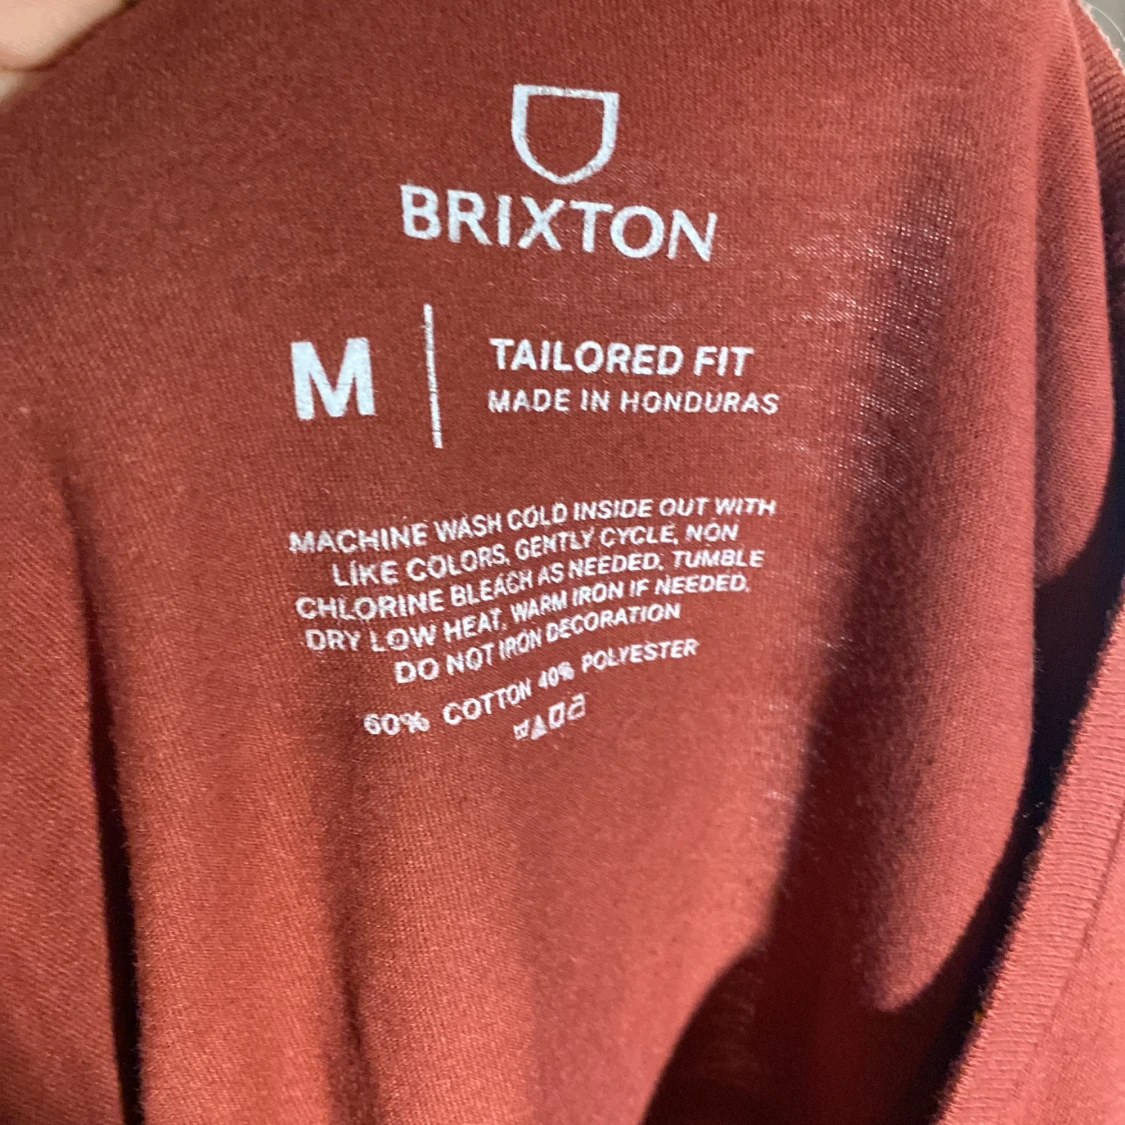 BRIXTON
M
TAILORED FIT
MADE IN HONDURAS
MACHINE WASH COLD INSIDE OUT WITH
LIKE COLORS, GENTLY CYCLE, NON
CHLORINE BLEACH AS NEEDED, TUMBLE
DRY LOW HEAT, WARM IRON IF NEEDED,
DO NOT IRON DECORATION
60% COTTON 40% POLYESTER